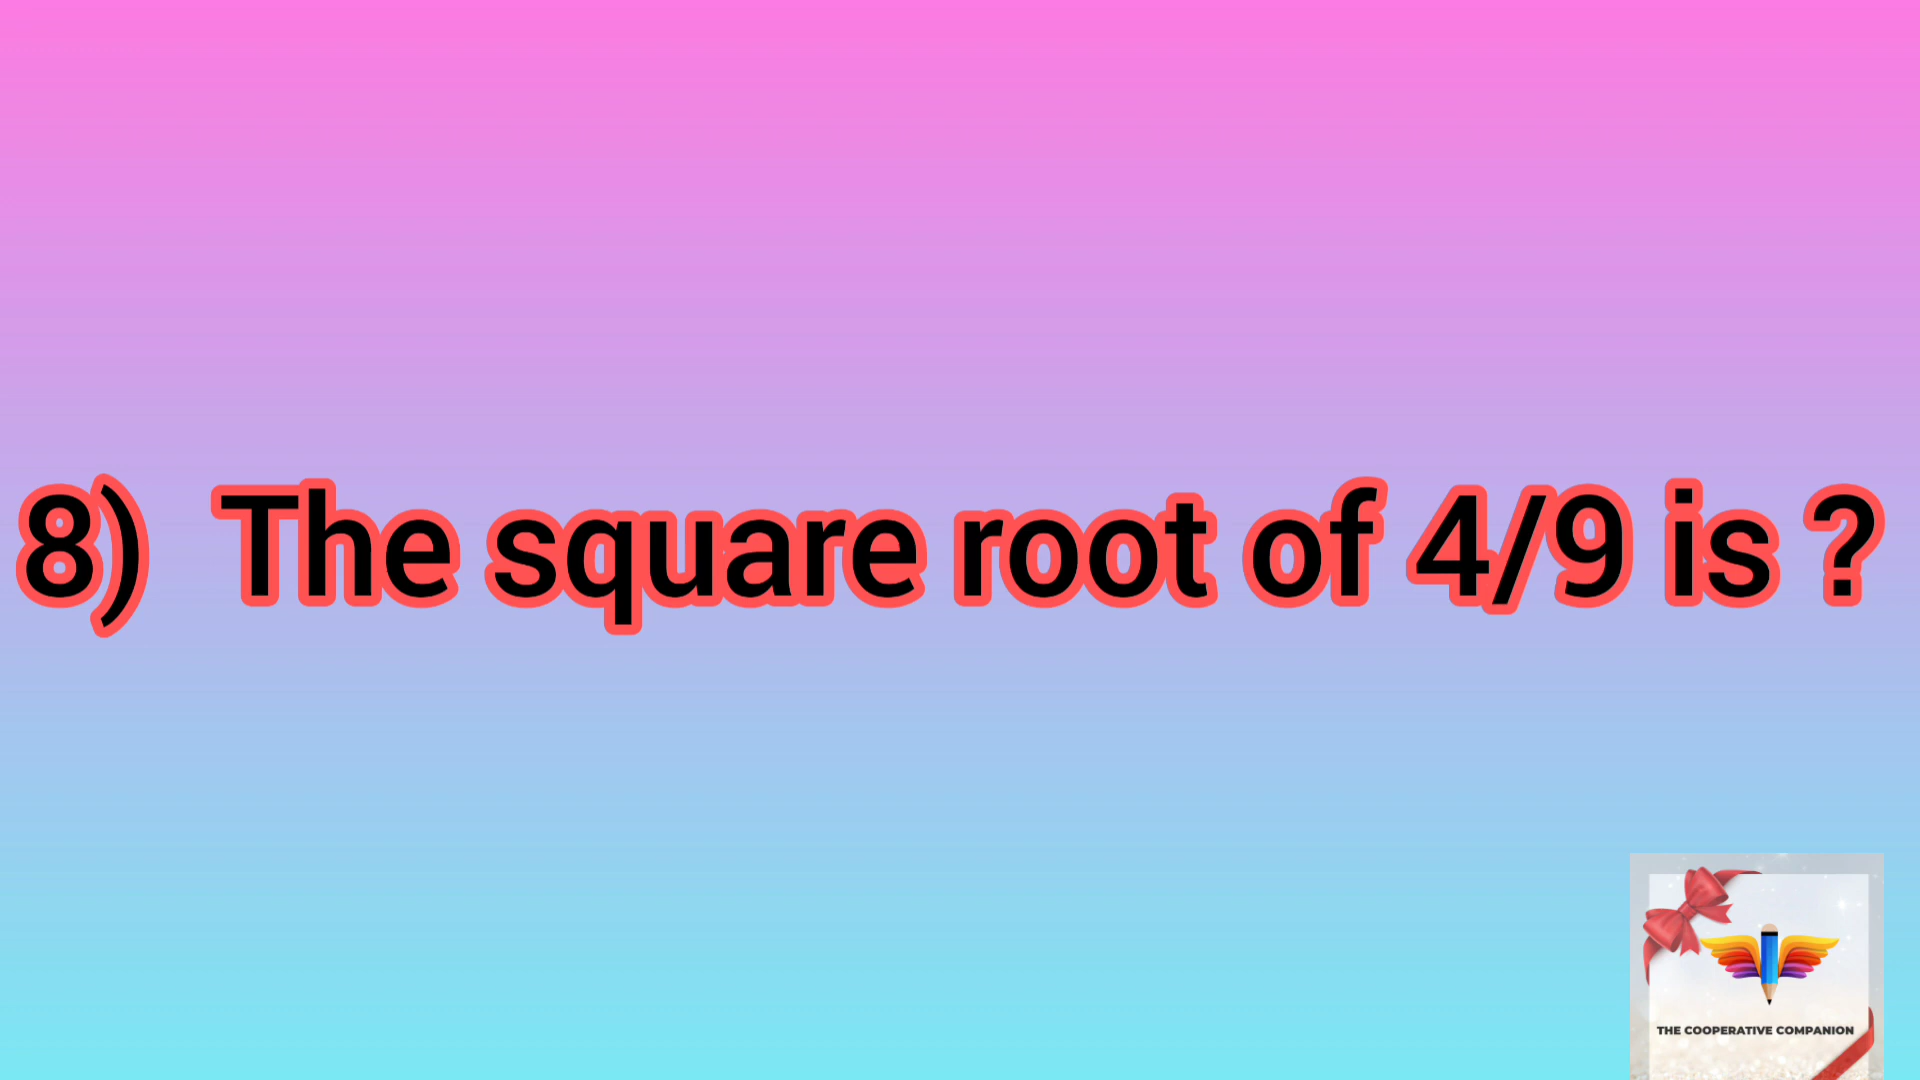 8) The square root of 4/9 is ?
THE COOPERATIVE COMPANION